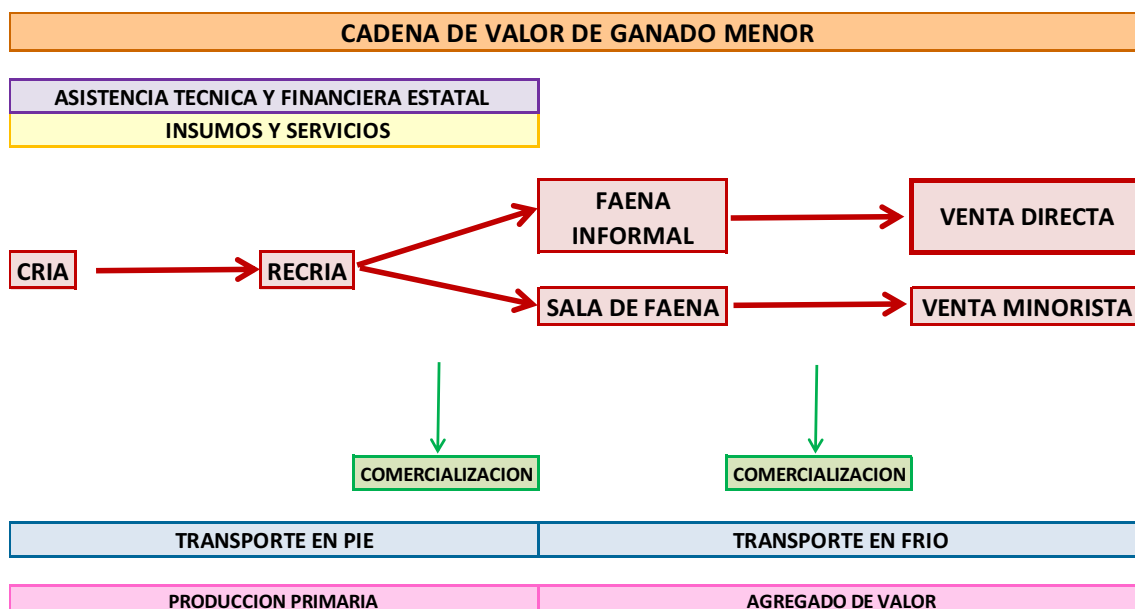 CADENA DE VALOR DE GANADO MENOR
ASISTENCIA TECNICA Y FINANCIERA ESTATAL
INSUMOS Y SERVICIOS
FAENA
INFORMAL
VENTA DIRECTA
CRIA
RECRIA
SALA DE FAENA
VENTA MINORISTA
COMERCIALIZACION
COMERCIALIZACION
TRANSPORTE EN PIE
TRANSPORTE EN FRIO
PRODUCCION PRIMARIA
AGREGADO DE VALOR